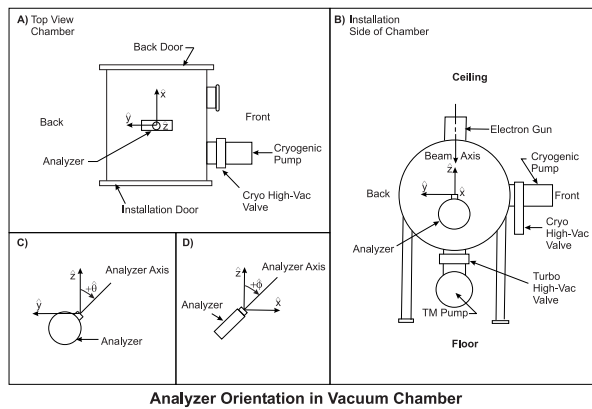 A) Top View
Chamber
Back Door
x̂
Back
Front
ŷ
z
Analyzer
Cryogenic
Pump
Cryo High-Vac
Valve
Installation Door
B) Installation
Side of Chamber
Ceiling
Electron Gun
Beam Axis
ẑ
Cryogenic
Pump
Back
ŷ
x̂
Front
Analyzer
Cryo
High-Vac
Valve
Turbo
High-Vac
Valve
TM Pump
Floor
C)
Analyzer Axis
ẑ
+θ̂
ŷ
Analyzer
D)
Analyzer Axis
ẑ
+ϕ̂
Analyzer
x̂
Analyzer Orientation in Vacuum Chamber